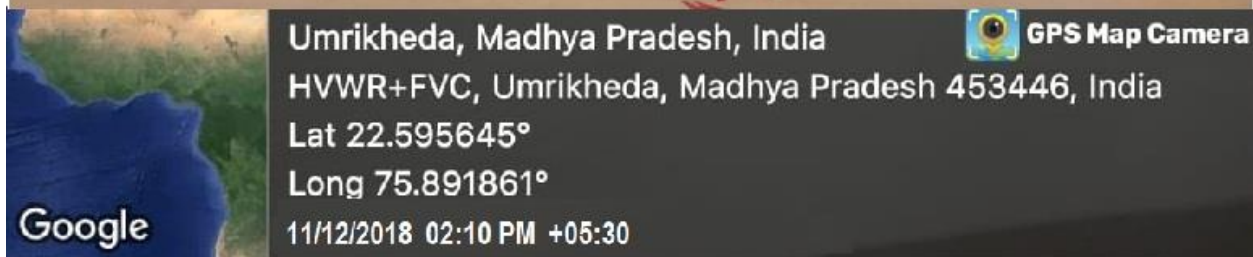 Umrikheda, Madhya Pradesh, India
GPS Map Camera
HVWR+FVC, Umrikheda, Madhya Pradesh 453446, India
Lat 22.595645°
Long 75.891861°
11/12/2018 02:10 PM +05:30
Google